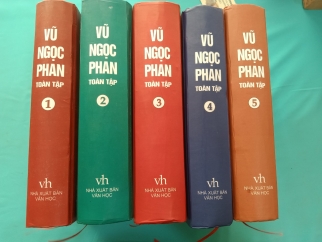 VŨ
NGỌC
PHAN
TOÀN TẬP
1
vh
NHÀ XUẤT BẢN
VĂN HỌC
VŨ
NGỌC
PHAN
TOÀN TẬP
2
vh
NHÀ XUẤT BẢN
VĂN HỌC
VŨ
NGỌC
PHAN
TOÀN TẬP
3
vh
NHÀ XUẤT BẢN
VĂN HỌC
VŨ
NGỌC
PHAN
TOÀN TẬP
4
vh
NHÀ XUẤT BẢN
VĂN HỌC
VŨ
NGỌC
PHAN
TOÀN TẬP
5
vh
NHÀ XUẤT BẢN
VĂN HỌC